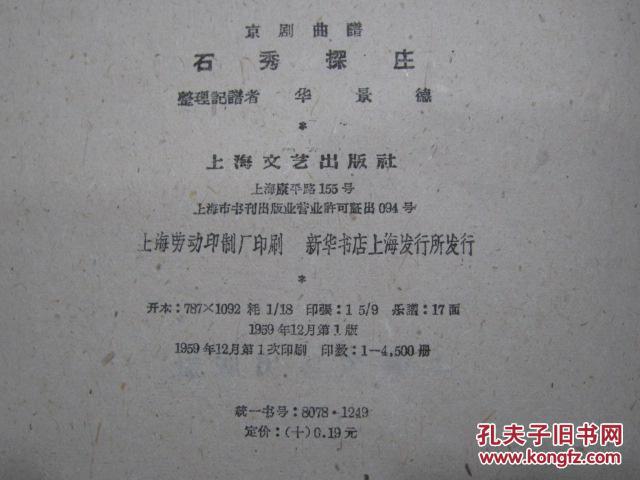 京剧曲譜
石秀探庄
整理記譜者 华景德
*
上海文艺出版社
上海康平路155号
上海市书刊出版业营业許可証出094号
上海劳动印制厂印刷 新华书店上海发行所发行
*
开本：787×1092 耗 1/18 印張：1 5/9 乐譜：17面
1959年12月第1版
1959年12月第1次印刷 印数：1—4,500册
統一书号：8078·1249
定价：(十)0.19元
孔夫子旧书网
www.kongfz.com